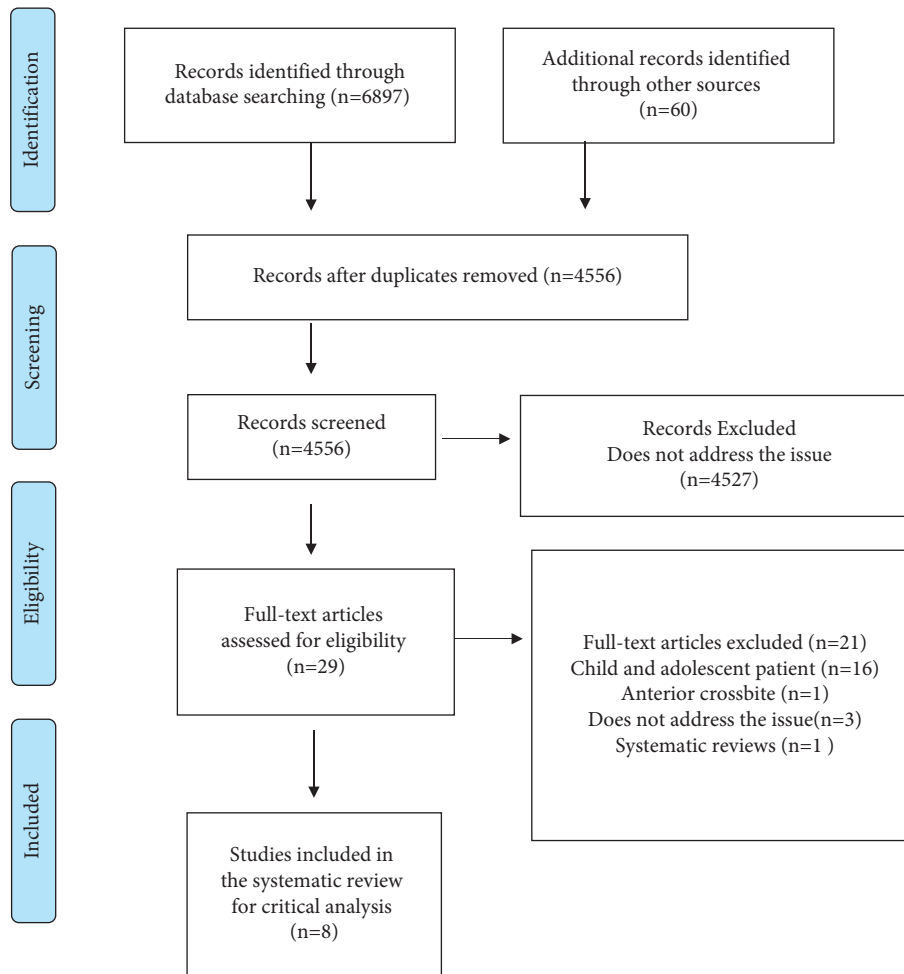 Identification
Records identified through
database searching (n=6897)
Additional records identified
through other sources
(n=60)
Screening
Records after duplicates removed (n=4556)
Records screened
(n=4556)
Records Excluded
Does not address the issue
(n=4527)
Eligibility
Full-text articles
assessed for eligibility
(n=29)
Full-text articles excluded (n=21)
Child and adolescent patient (n=16)
Anterior crossbite (n=1)
Does not address the issue(n=3)
Systematic reviews (n=1 )
Included
Studies included in
the systematic review
for critical analysis
(n=8)